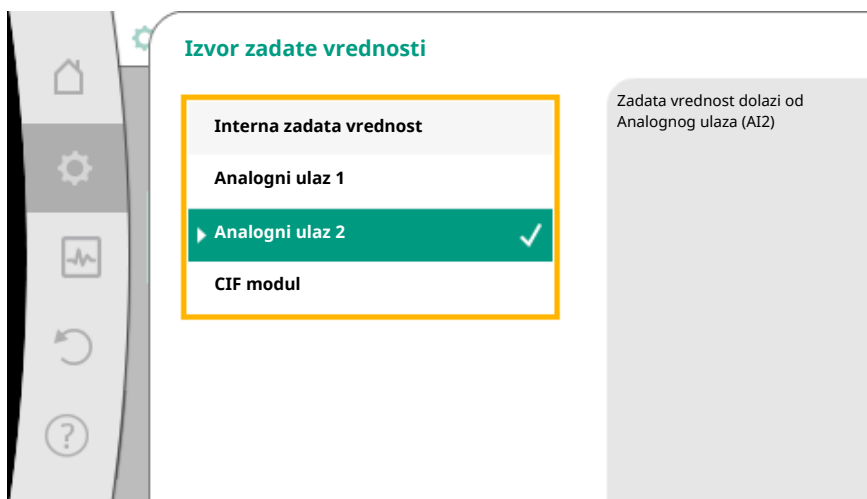 Izvor zadate vrednosti
Interna zadata vrednost
Analogni ulaz 1
Analogni ulaz 2
CIF modul
Zadata vrednost dolazi od
Analognog ulaza (AI2)